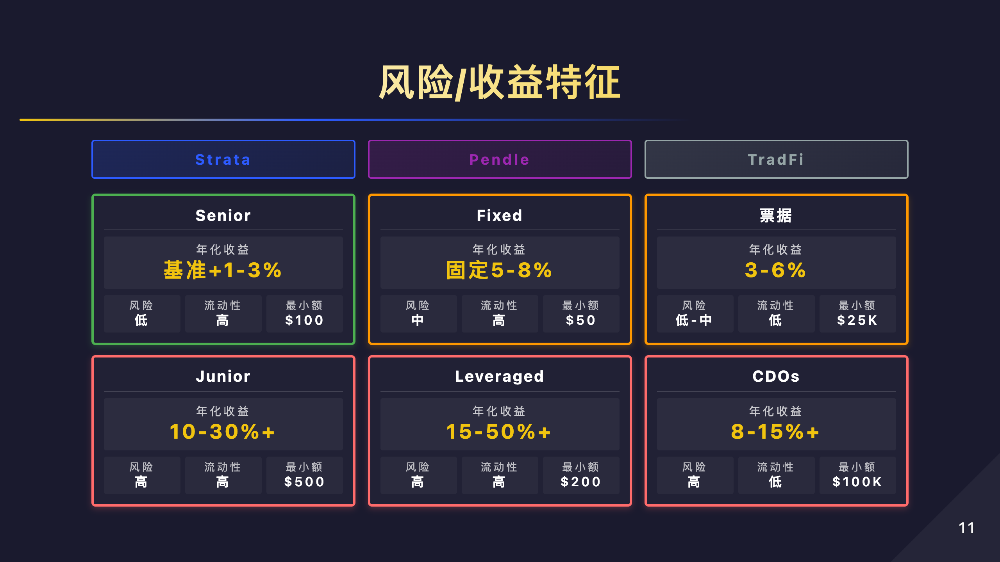 风险/收益特征
Strata
Pendle
TradFi
Senior
年化收益
基准+1-3%
风险
低
流动性
高
最小额
$100
Fixed
年化收益
固定5-8%
风险
中
流动性
高
最小额
$50
票据
年化收益
3-6%
风险
低-中
流动性
低
最小额
$25K
Junior
年化收益
10-30%+
风险
高
流动性
高
最小额
$500
Leveraged
年化收益
15-50%+
风险
高
流动性
高
最小额
$200
CDOs
年化收益
8-15%+
风险
高
流动性
低
最小额
$100K
11